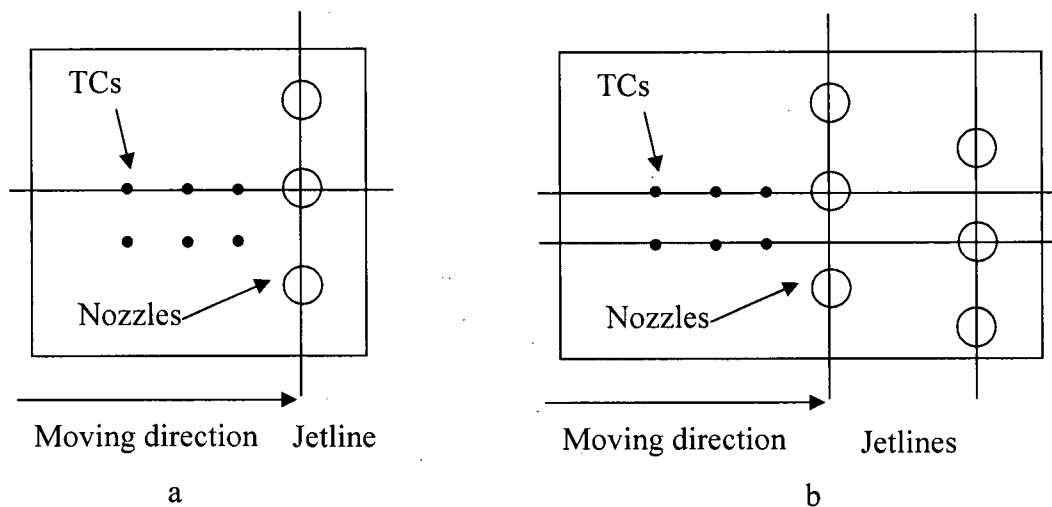 TCs
Nozzles
Moving direction Jetline
a
TCs
Nozzles
Moving direction Jetlines
b